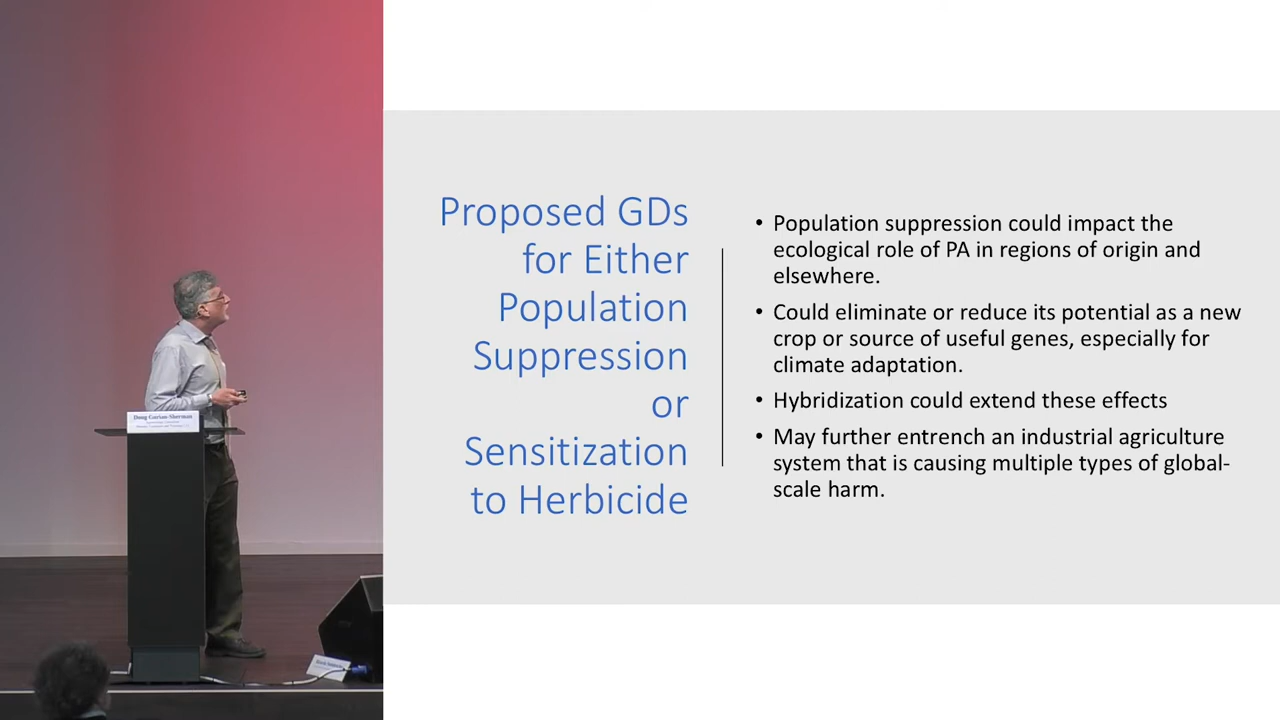 Proposed GDs
for Either
Population
Suppression
or
Sensitization
to Herbicide
• Population suppression could impact the
ecological role of PA in regions of origin and
elsewhere.
• Could eliminate or reduce its potential as a new
crop or source of useful genes, especially for
climate adaptation.
• Hybridization could extend these effects
• May further entrench an industrial agriculture
system that is causing multiple types of global-
scale harm.
Doug Gurian-Sherman